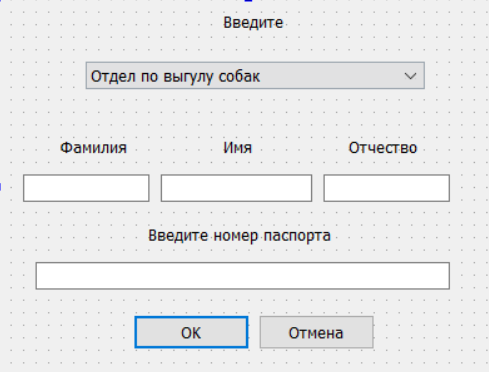 Введите
Отдел по выгулу собак
Фамилия Имя Отчество
Введите номер паспорта
OK Отмена